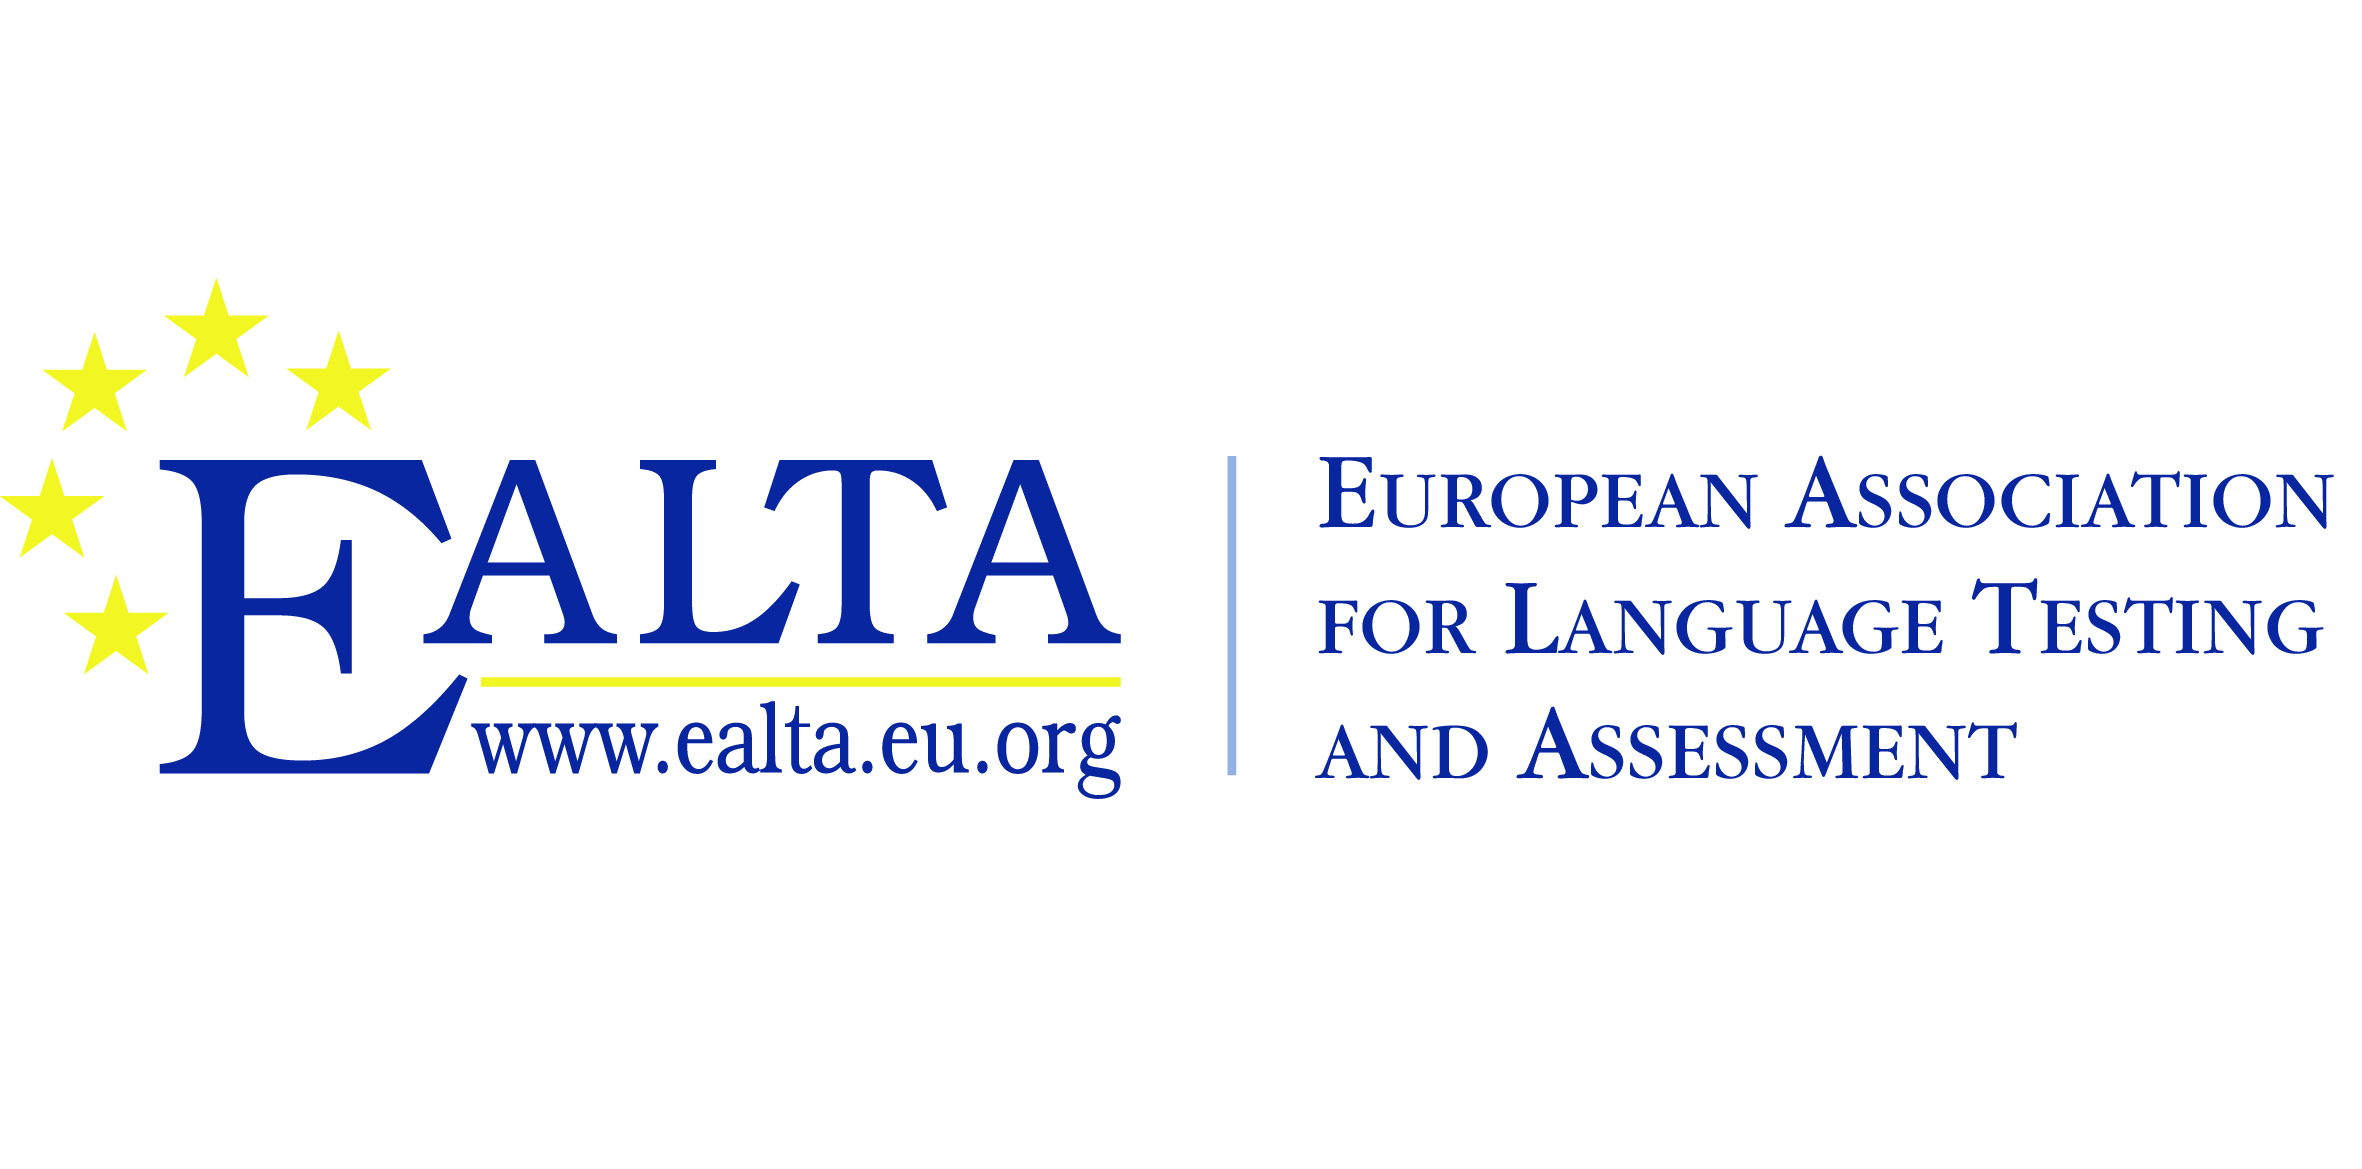 EALTA
www.ealta.eu.org
European Association
for Language Testing
and Assessment